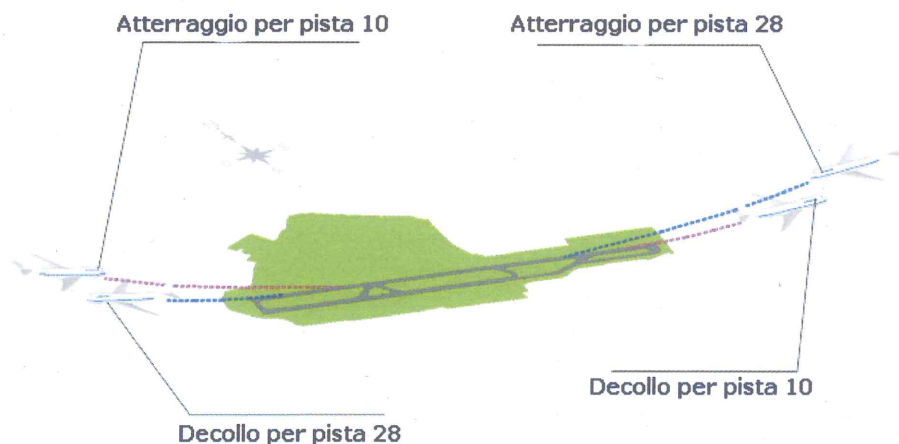 Atterraggio per pista 10
Atterraggio per pista 28
Decollo per pista 10
Decollo per pista 28